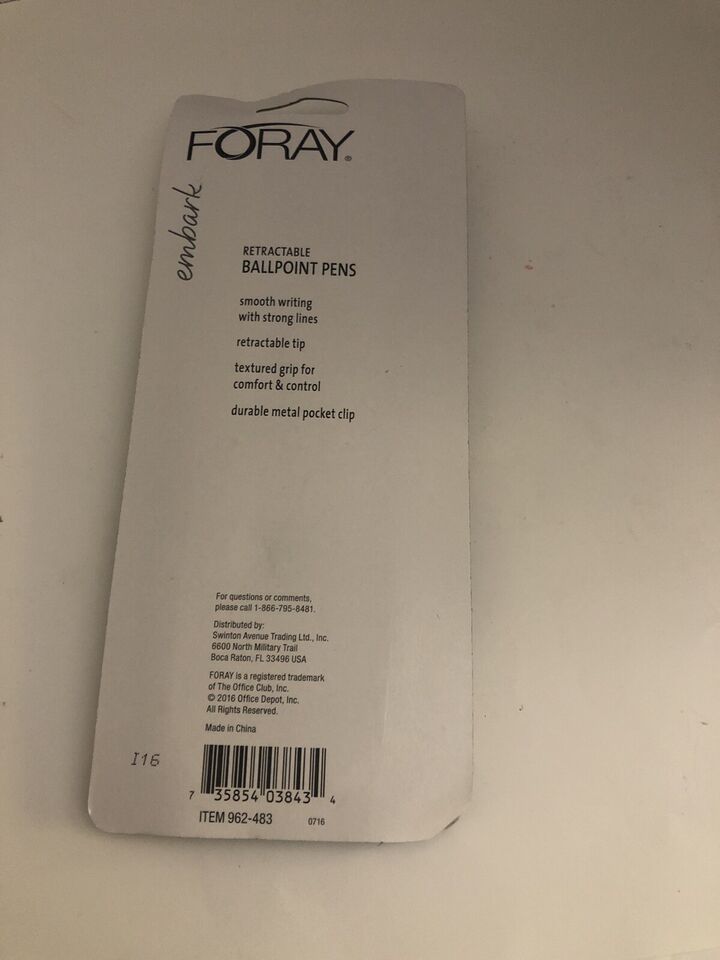 FORAY®
embark
RETRACTABLE
BALLPOINT PENS
smooth writing
with strong lines
retractable tip
textured grip for
comfort & control
durable metal pocket clip
For questions or comments,
please call 1-866-795-8481.
Distributed by:
Swinton Avenue Trading Ltd., Inc.
6600 North Military Trail
Boca Raton, FL 33496 USA
FORAY is a registered trademark
of The Office Club, Inc.
© 2016 Office Depot, Inc.
All Rights Reserved.
Made in China
I16
7 35854 03843 4
ITEM 962-483 0716